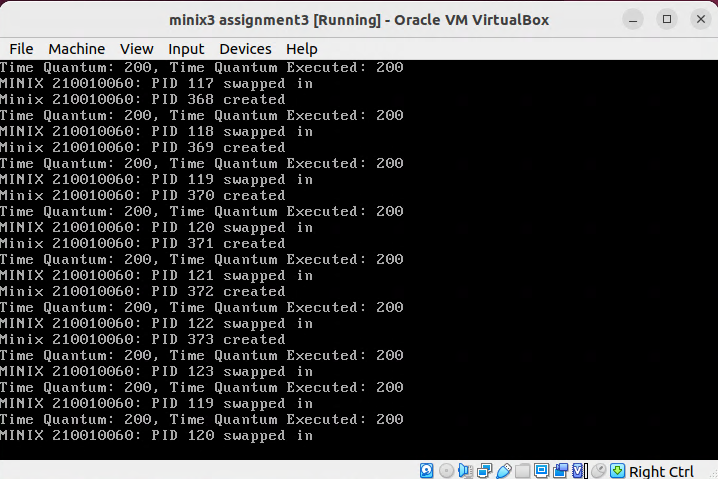 minix3 assignment3 [Running] - Oracle VM VirtualBox
File Machine View Input Devices Help
Time Quantum: 200, Time Quantum Executed: 200
MINIX 210010060: PID 117 swapped in
Minix 210010060: PID 368 created
Time Quantum: 200, Time Quantum Executed: 200
MINIX 210010060: PID 118 swapped in
Minix 210010060: PID 369 created
Time Quantum: 200, Time Quantum Executed: 200
MINIX 210010060: PID 119 swapped in
Minix 210010060: PID 370 created
Time Quantum: 200, Time Quantum Executed: 200
MINIX 210010060: PID 120 swapped in
Minix 210010060: PID 371 created
Time Quantum: 200, Time Quantum Executed: 200
MINIX 210010060: PID 121 swapped in
Minix 210010060: PID 372 created
Time Quantum: 200, Time Quantum Executed: 200
MINIX 210010060: PID 122 swapped in
Minix 210010060: PID 373 created
Time Quantum: 200, Time Quantum Executed: 200
MINIX 210010060: PID 123 swapped in
Time Quantum: 200, Time Quantum Executed: 200
MINIX 210010060: PID 119 swapped in
Time Quantum: 200, Time Quantum Executed: 200
MINIX 210010060: PID 120 swapped in
Right Ctrl